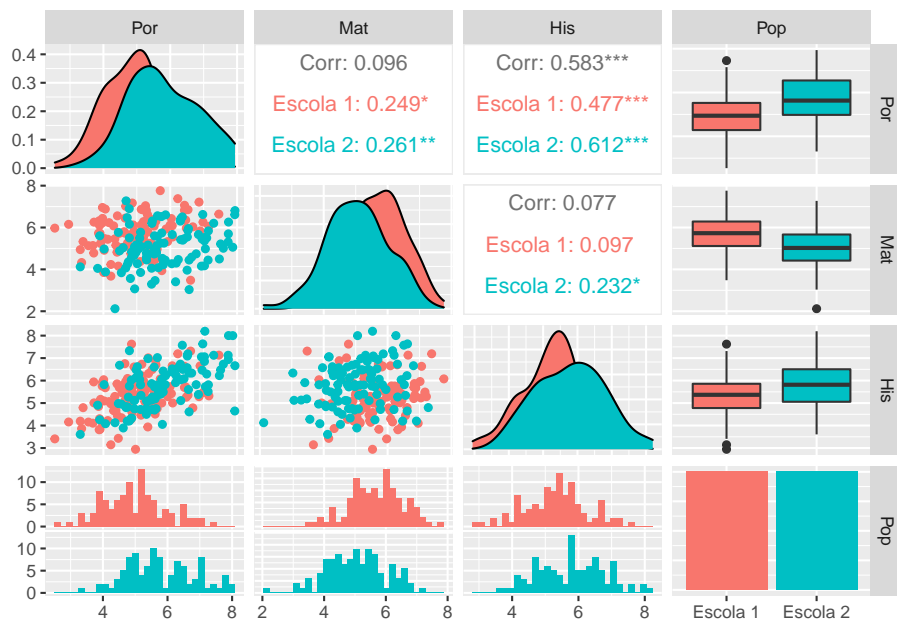 Por Mat His Pop
0.4
0.3
0.2
0.1
0.0
Corr: 0.096
Escola 1: 0.249*
Escola 2: 0.261**
Corr: 0.583***
Escola 1: 0.477***
Escola 2: 0.612***
Por
8
6
4
2
Corr: 0.077
Escola 1: 0.097
Escola 2: 0.232*
Mat
8
7
6
5
4
3
His
10
5
0
10
5
0
Pop
4 6 8 2 4 6 8 4 6 8 Escola 1 Escola 2